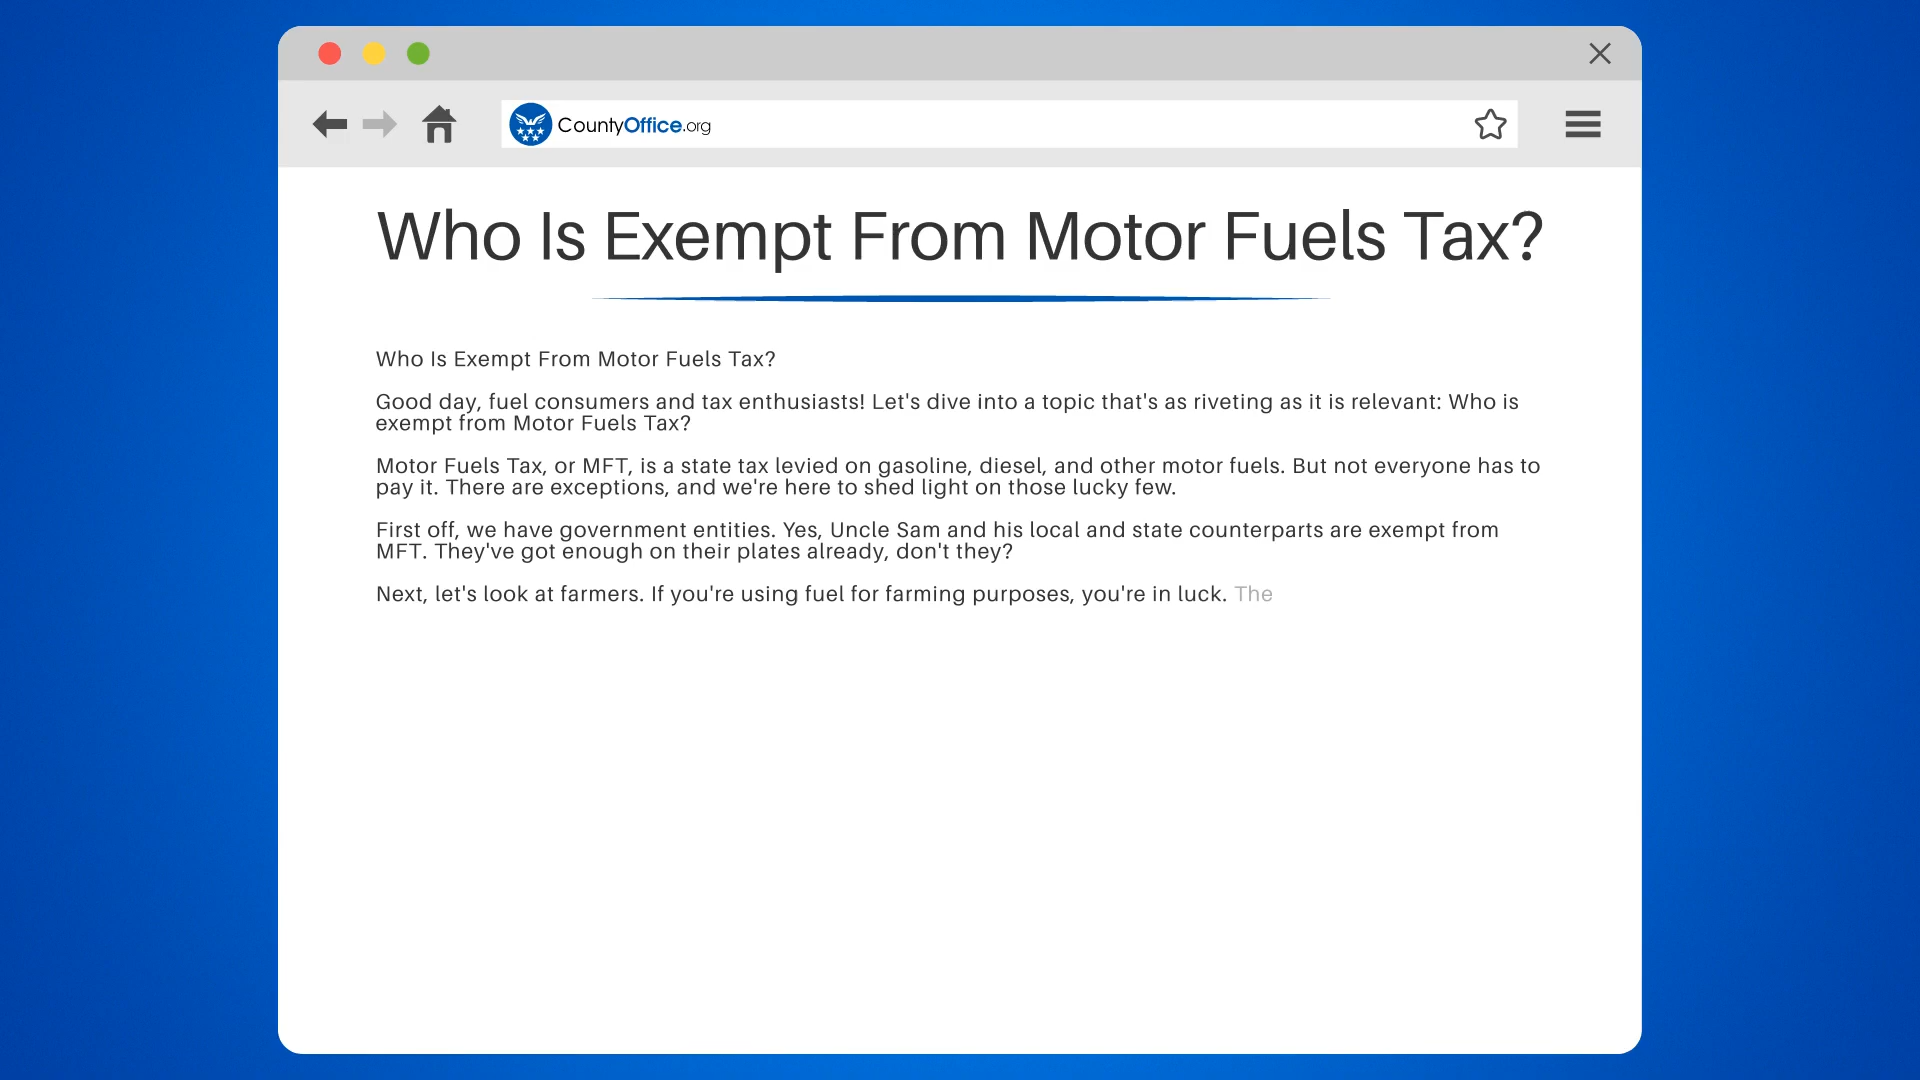 CountyOffice.org
Who Is Exempt From Motor Fuels Tax?
Who Is Exempt From Motor Fuels Tax?
Good day, fuel consumers and tax enthusiasts! Let's dive into a topic that's as riveting as it is relevant: Who is
exempt from Motor Fuels Tax?
Motor Fuels Tax, or MFT, is a state tax levied on gasoline, diesel, and other motor fuels. But not everyone has to
pay it. There are exceptions, and we're here to shed light on those lucky few.
First off, we have government entities. Yes, Uncle Sam and his local and state counterparts are exempt from
MFT. They've got enough on their plates already, don't they?
Next, let's look at farmers. If you're using fuel for farming purposes, you're in luck. The